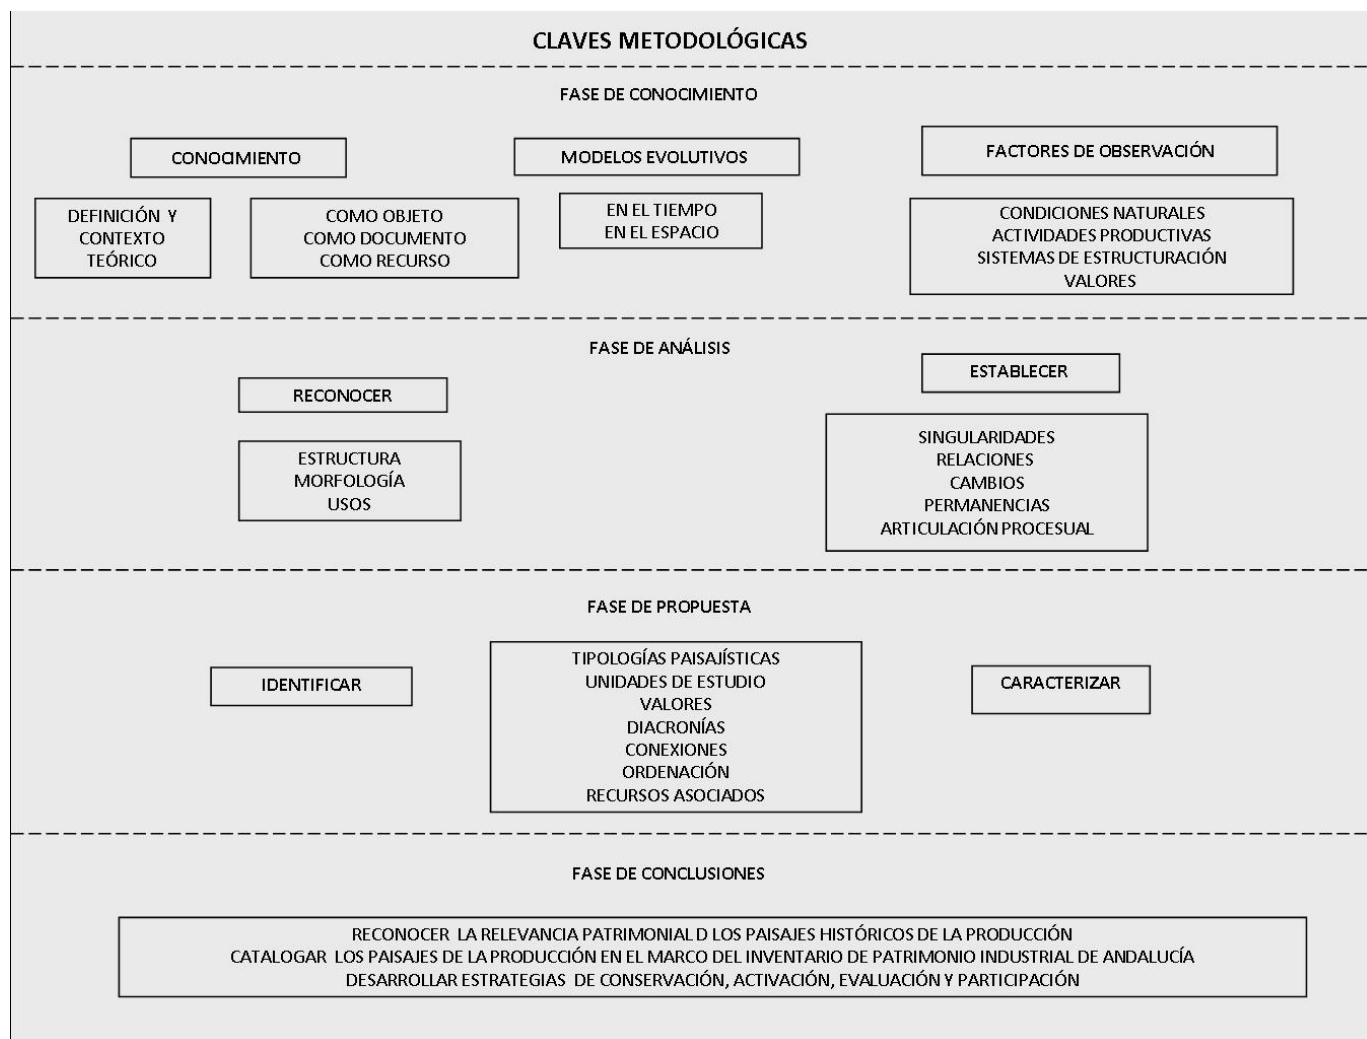 CLAVES METODOLÓGICAS
FASE DE CONOCIMIENTO
CONOCIMIENTO
DEFINICIÓN Y
CONTEXTO
TEÓRICO
COMO OBJETO
COMO DOCUMENTO
COMO RECURSO
MODELOS EVOLUTIVOS
EN EL TIEMPO
EN EL ESPACIO
FACTORES DE OBSERVACIÓN
CONDICIONES NATURALES
ACTIVIDADES PRODUCTIVAS
SISTEMAS DE ESTRUCTURACIÓN
VALORES
FASE DE ANÁLISIS
RECONOCER
ESTRUCTURA
MORFOLOGÍA
USOS
ESTABLECER
SINGULARIDADES
RELACIONES
CAMBIOS
PERMANENCIAS
ARTICULACIÓN PROCESUAL
FASE DE PROPUESTA
IDENTIFICAR
TIPOLOGÍAS PAISAJÍSTICAS
UNIDADES DE ESTUDIO
VALORES
DIACRONÍAS
CONEXIONES
ORDENACIÓN
RECURSOS ASOCIADOS
CARACTERIZAR
FASE DE CONCLUSIONES
RECONOCER LA RELEVANCIA PATRIMONIAL D LOS PAISAJES HISTÓRICOS DE LA PRODUCCIÓN
CATALOGAR LOS PAISAJES DE LA PRODUCCIÓN EN EL MARCO DEL INVENTARIO DE PATRIMONIO INDUSTRIAL DE ANDALUCÍA
DESARROLLAR ESTRATEGIAS DE CONSERVACIÓN, ACTIVACIÓN, EVALUACIÓN Y PARTICIPACIÓN